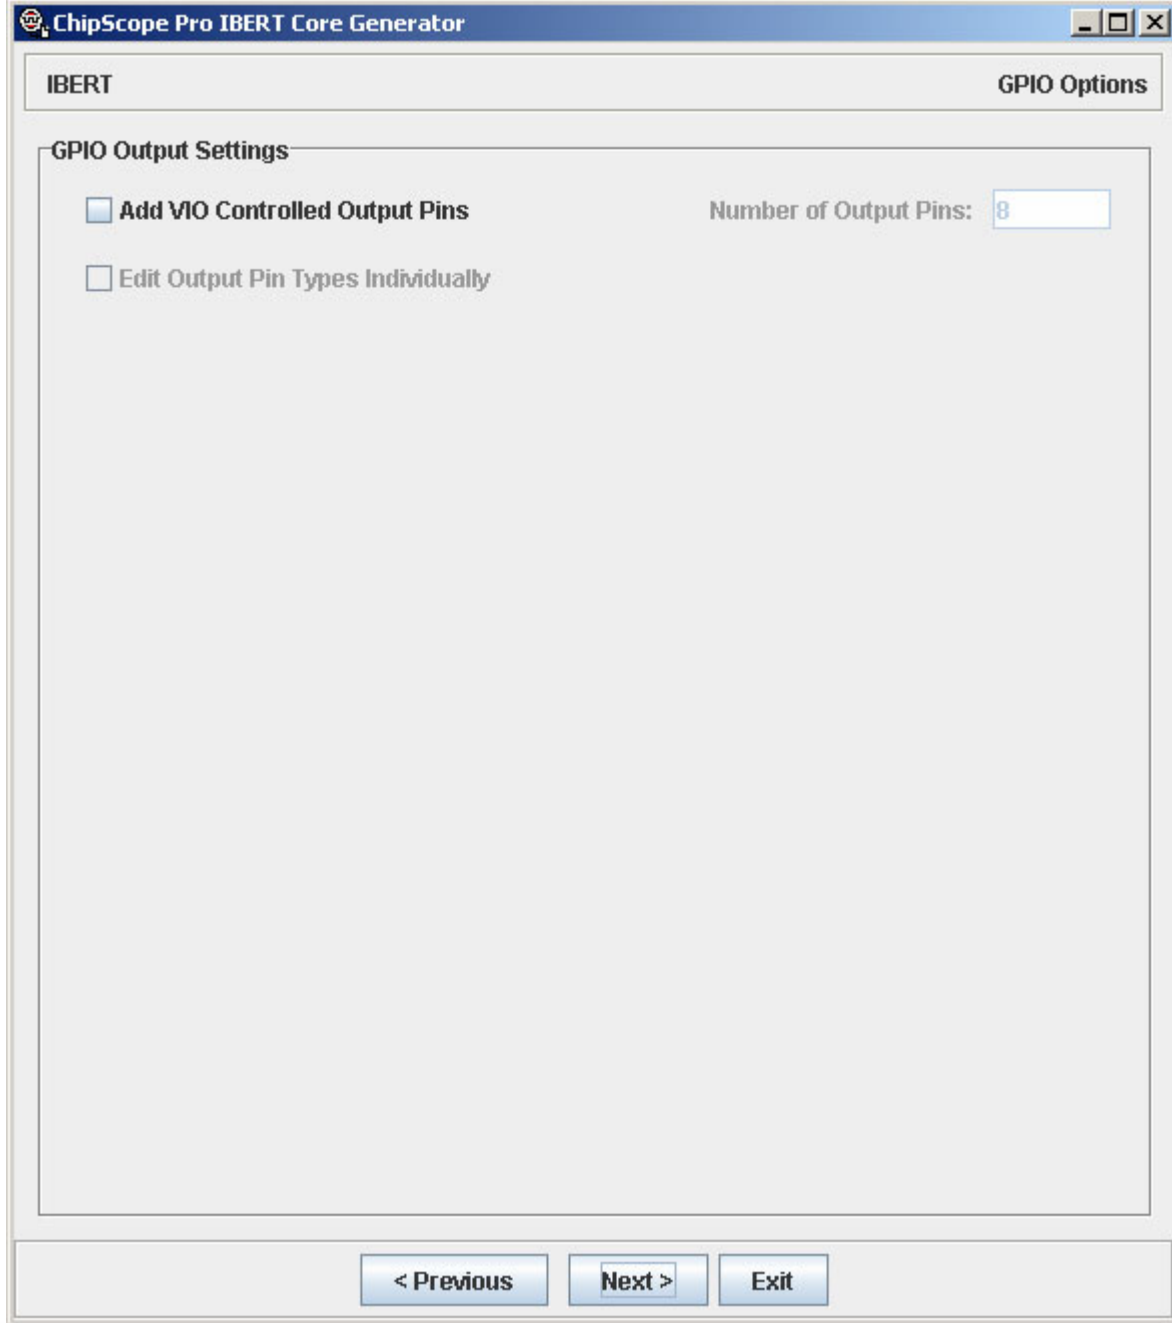 ChipScope Pro IBERT Core Generator
IBERT GPIO Options
GPIO Output Settings
Add VIO Controlled Output Pins Number of Output Pins: 8
Edit Output Pin Types Individually
< Previous Next > Exit